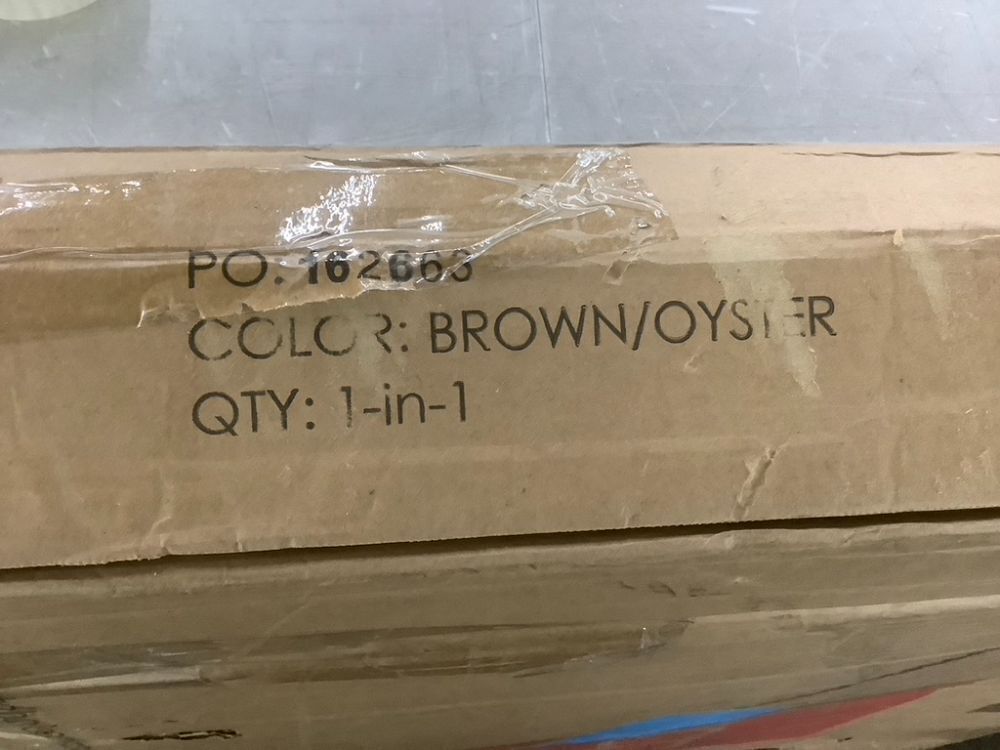 PO. 162663
COLOR: BROWN/OYSTER
QTY: 1-in-1